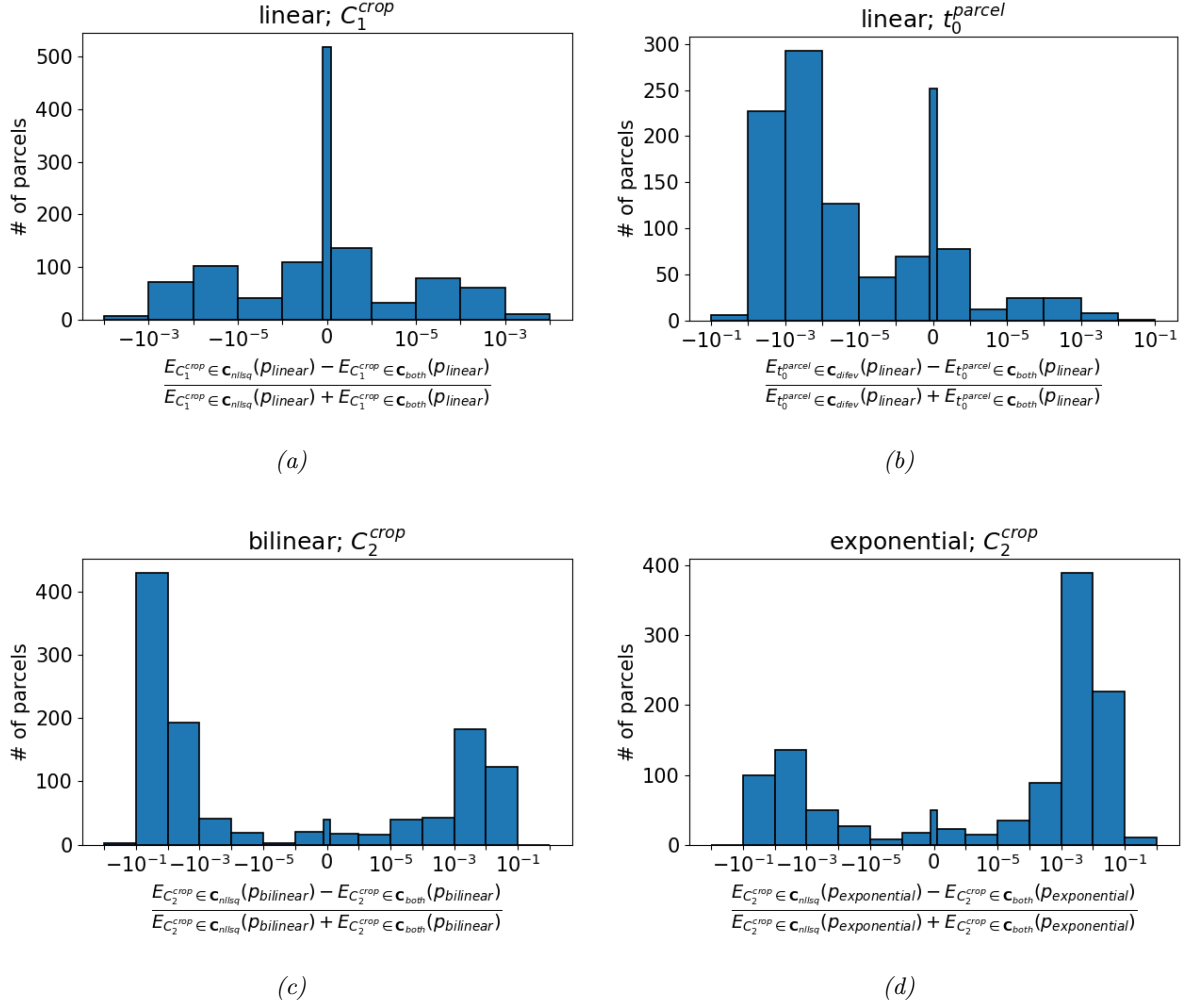 linear; C_1^{crop}
# of parcels
500
400
300
200
100
0
−10^{−3} −10^{−5} 0 10^{−5} 10^{−3}
E_{C_1^{crop} ∈ C_{nllsq}}(p_{linear}) − E_{C_1^{crop} ∈ C_{both}}(p_{linear})
E_{C_1^{crop} ∈ C_{nllsq}}(p_{linear}) + E_{C_1^{crop} ∈ C_{both}}(p_{linear})
(a)
linear; t_0^{parcel}
# of parcels
300
250
200
150
100
50
0
−10^{−1} −10^{−3} −10^{−5} 0 10^{−5} 10^{−3} 10^{−1}
E_{t_0^{parcel} ∈ C_{difev}}(p_{linear}) − E_{t_0^{parcel} ∈ C_{both}}(p_{linear})
E_{t_0^{parcel} ∈ C_{difev}}(p_{linear}) + E_{t_0^{parcel} ∈ C_{both}}(p_{linear})
(b)
bilinear; C_2^{crop}
# of parcels
400
300
200
100
0
−10^{−1} −10^{−3} −10^{−5} 0 10^{−5} 10^{−3} 10^{−1}
E_{C_2^{crop} ∈ C_{nllsq}}(p_{bilinear}) − E_{C_2^{crop} ∈ C_{both}}(p_{bilinear})
E_{C_2^{crop} ∈ C_{nllsq}}(p_{bilinear}) + E_{C_2^{crop} ∈ C_{both}}(p_{bilinear})
(c)
exponential; C_2^{crop}
# of parcels
400
300
200
100
0
−10^{−1} −10^{−3} −10^{−5} 0 10^{−5} 10^{−3} 10^{−1}
E_{C_2^{crop} ∈ C_{nllsq}}(p_{exponential}) − E_{C_2^{crop} ∈ C_{both}}(p_{exponential})
E_{C_2^{crop} ∈ C_{nllsq}}(p_{exponential}) + E_{C_2^{crop} ∈ C_{both}}(p_{exponential})
(d)